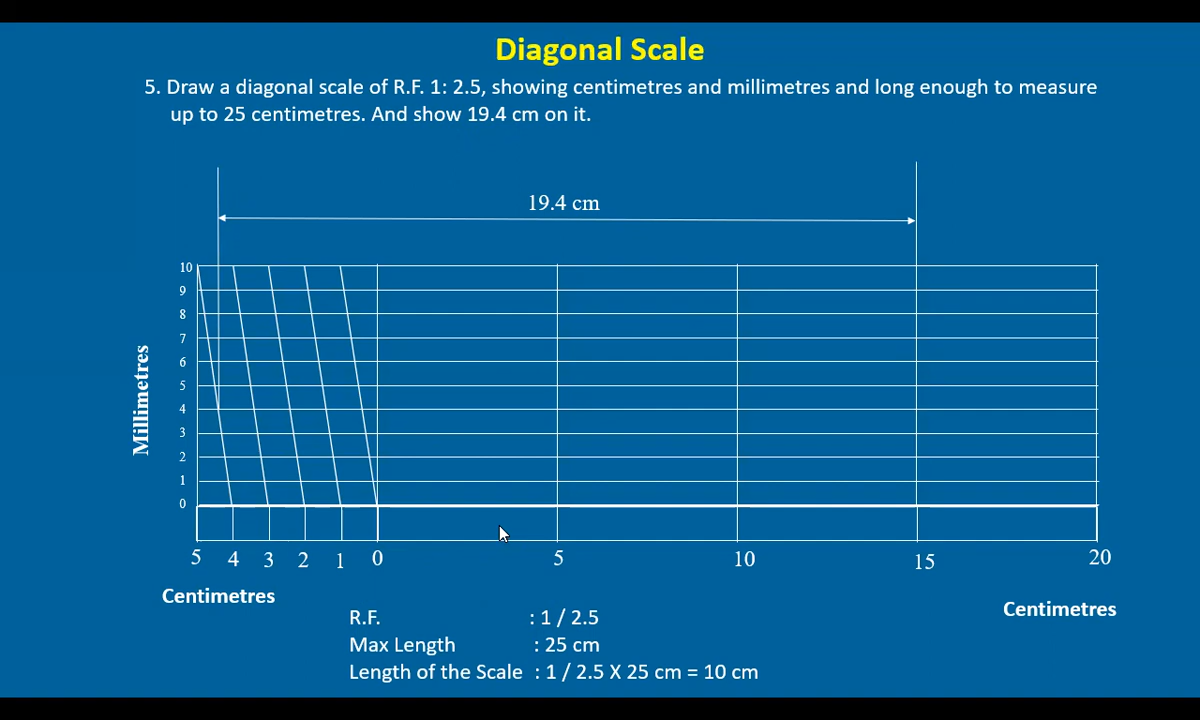 Diagonal Scale
5. Draw a diagonal scale of R.F. 1: 2.5, showing centimetres and millimetres and long enough to measure
up to 25 centimetres. And show 19.4 cm on it.
19.4 cm
10
9
8
7
6
5
4
3
2
1
0
Millimetres
5 4 3 2 1 0 5 10 15 20
Centimetres
Centimetres
R.F. : 1 / 2.5
Max Length : 25 cm
Length of the Scale : 1 / 2.5 X 25 cm = 10 cm